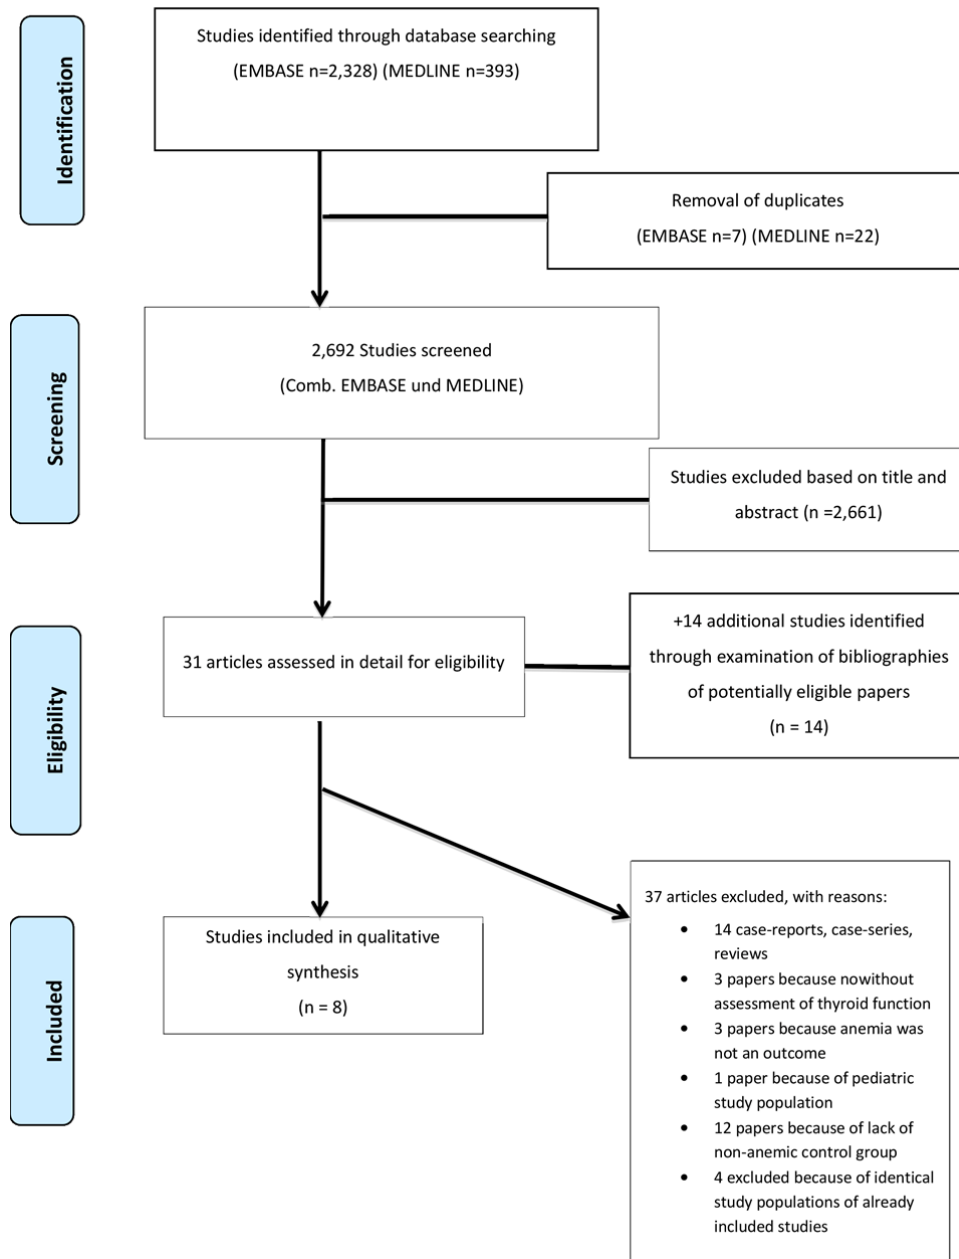 Identification
Studies identified through database searching
(EMBASE n=2,328) (MEDLINE n=393)
Removal of duplicates
(EMBASE n=7) (MEDLINE n=22)
Screening
2,692 Studies screened
(Comb. EMBASE und MEDLINE)
Studies excluded based on title and
abstract (n =2,661)
Eligibility
31 articles assessed in detail for eligibility
+14 additional studies identified
through examination of bibliographies
of potentially eligible papers
(n = 14)
Included
Studies included in qualitative
synthesis
(n = 8)
37 articles excluded, with reasons:
• 14 case-reports, case-series,
reviews
• 3 papers because nowithout
assessment of thyroid function
• 3 papers because anemia was
not an outcome
• 1 paper because of pediatric
study population
• 12 papers because of lack of
non-anemic control group
• 4 excluded because of identical
study populations of already
included studies